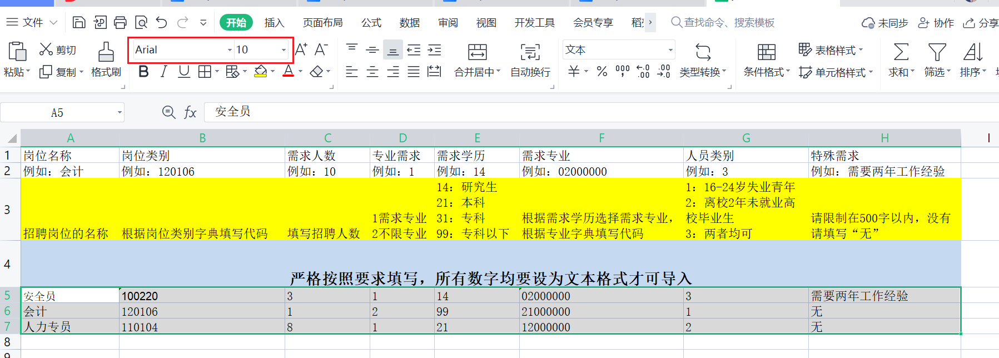 文件 开始 插入 页面布局 公式 数据 审阅 视图 开发工具 会员专享 查找命令、搜索模板 未同步 协作 分享
剪切 Arial 10 A+ A- 文本 表格样式
粘贴 复制 格式刷 B I U A 合并居中 自动换行 ￥ % 000 类型转换 条件格式 单元格样式 求和 筛选 排序
A5 fx 安全员
A B C D E F G H I
1 岗位名称 岗位类别 需求人数 专业需求 需求学历 需求专业 人员类别 特殊需求
2 例如：会计 例如：120106 例如：10 例如：1 例如：14 例如：02000000 例如：3 例如：需要两年工作经验
3
招聘岗位的名称
根据岗位类别字典填写代码
填写招聘人数
1需求专业
2不限专业
14：研究生
21：本科
31：专科
99：专科以下
根据需求学历选择需求专业，
根据专业字典填写代码
1：16-24岁失业青年
2：离校2年未就业高
校毕业生
3：两者均可
请限制在500字以内，没有
请填写“无”
4 严格按照要求填写，所有数字均要设为文本格式才可导入
5 安全员 100220 3 1 14 02000000 3 需要两年工作经验
6 会计 120106 1 2 99 21000000 1 无
7 人力专员 110104 8 1 21 12000000 2 无
8